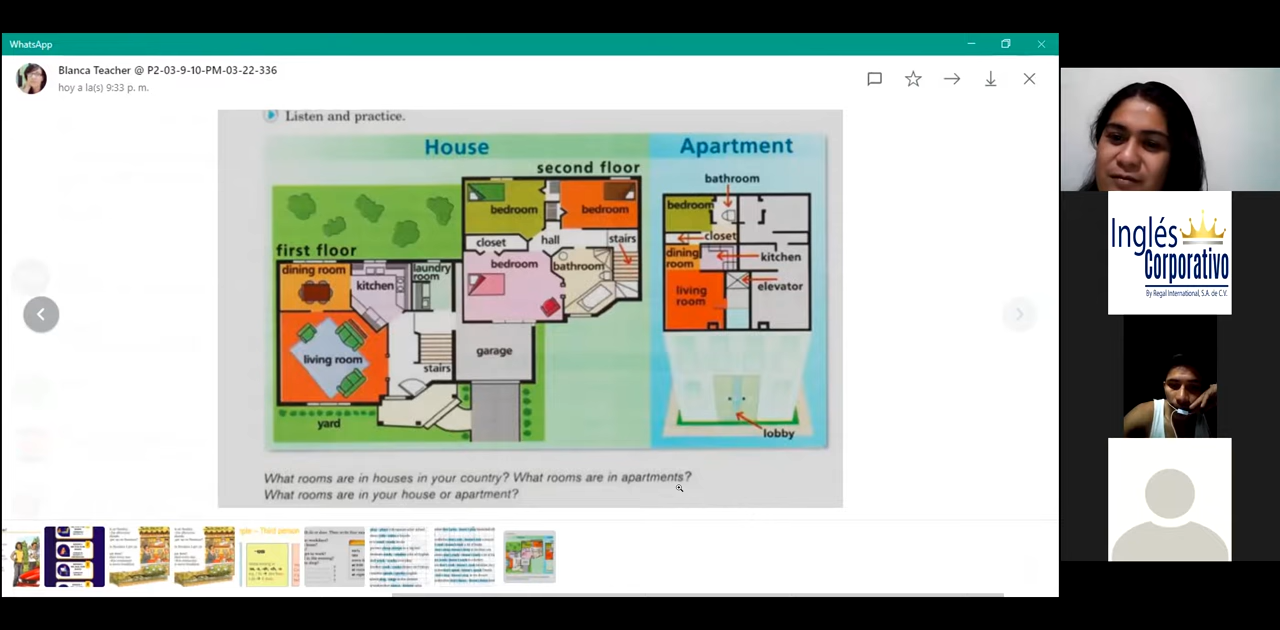 WhatsApp
Blanca Teacher @ P2-03-9-10-PM-03-22-336
hoy a la(s) 9:33 p. m.
Listen and practice.
House
Apartment
second floor
bathroom
bedroom
bedroom
bedroom
closet
hall
stairs
closet
first floor
bedroom
bathroom
dining room
kitchen
laundry
room
dining
room
kitchen
elevator
living
room
living room
garage
stairs
yard
lobby
What rooms are in houses in your country? What rooms are in apartments?
What rooms are in your house or apartment?
Inglés
Corporativo
By Regal International, S.A. de C.V.